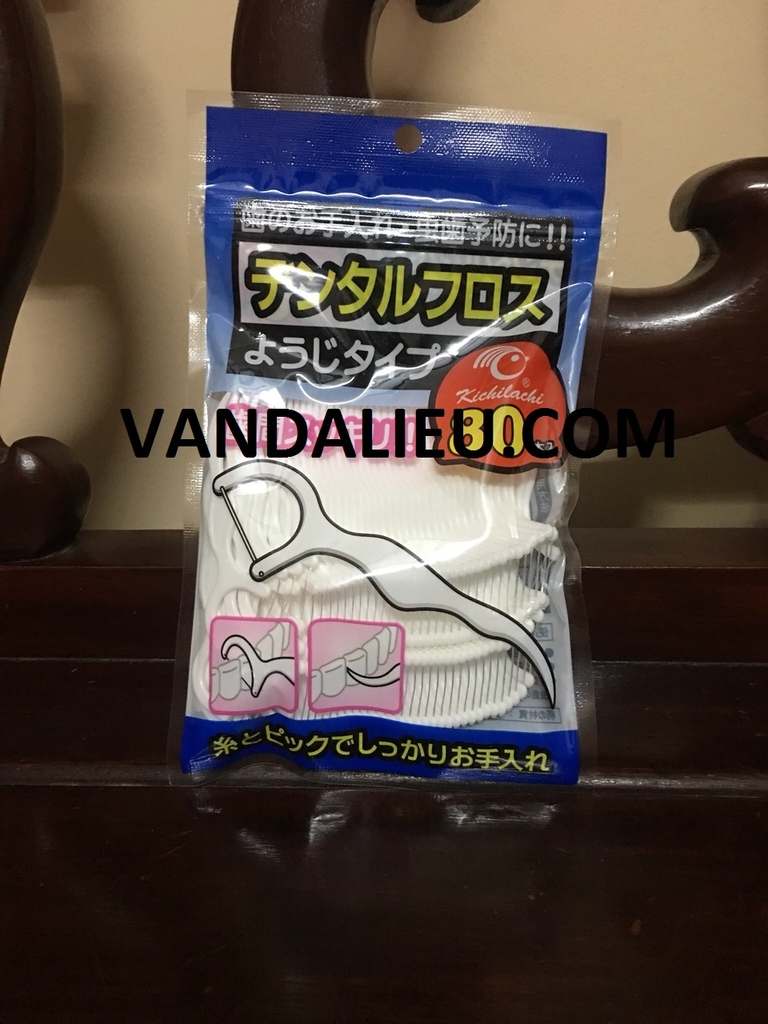 歯のお手入れ・虫歯予防に!!
デンタルフロス
ようじタイプ
®
Kichilachi
VANDALIEU.COM
糸とピックでしっかりお手入れ